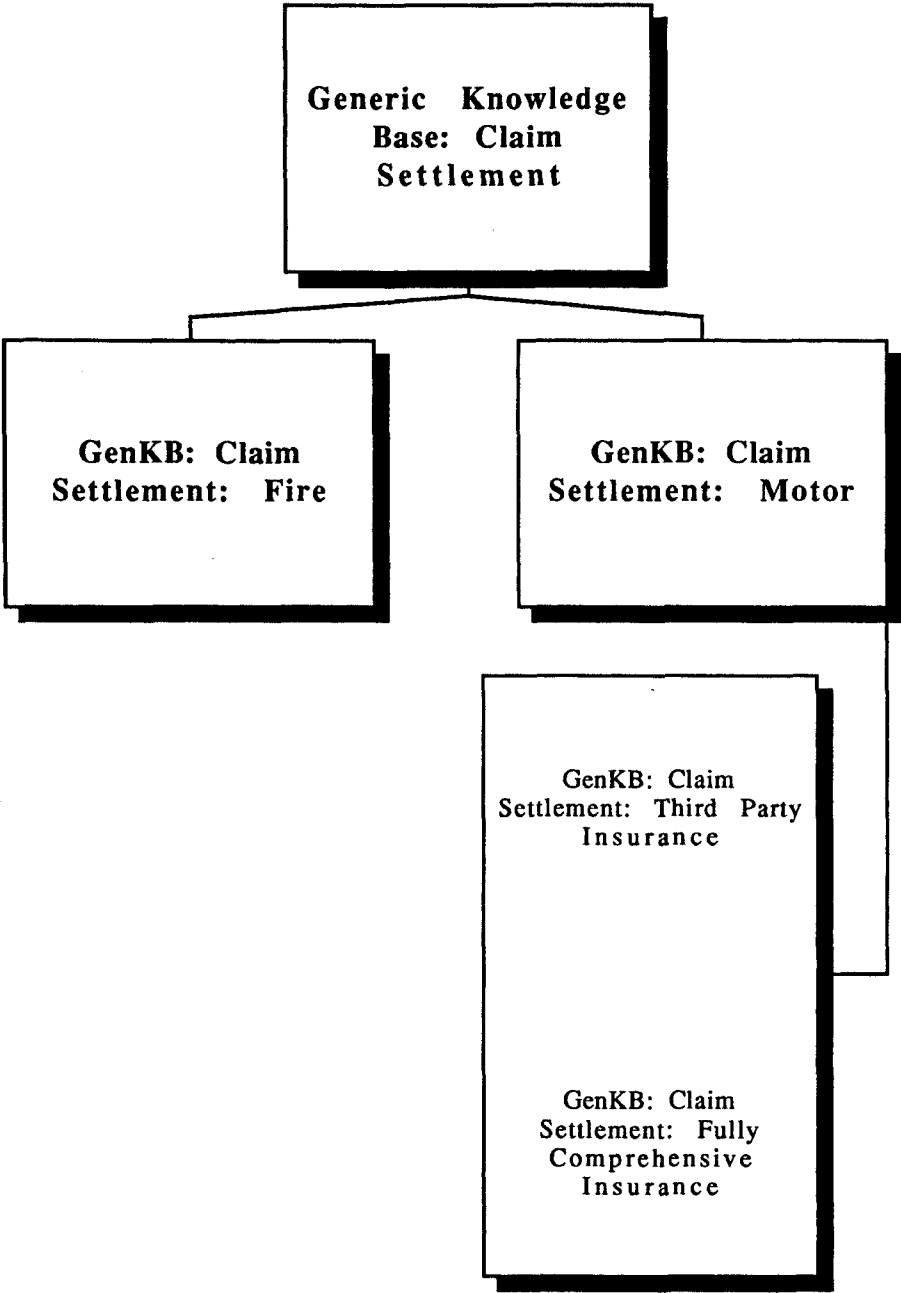 Generic Knowledge
Base: Claim
Settlement
GenKB: Claim
Settlement: Fire
GenKB: Claim
Settlement: Motor
GenKB: Claim
Settlement: Third Party
Insurance
GenKB: Claim
Settlement: Fully
Comprehensive
Insurance